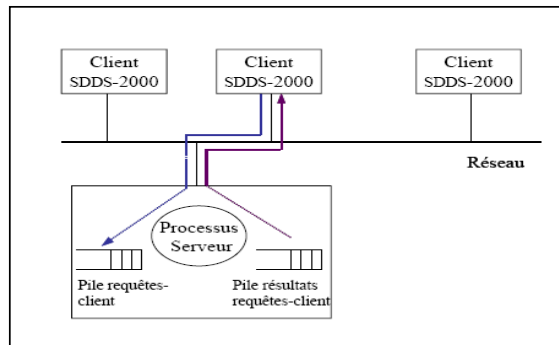 Client
SDDS-2000
Client
SDDS-2000
Client
SDDS-2000
Réseau
Processus
Serveur
Pile requêtes-
client
Pile résultats
requêtes-client